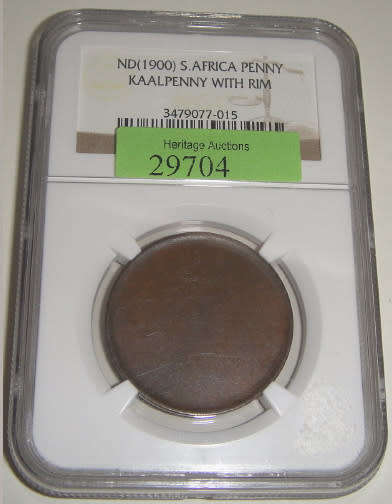 ND(1900) S.AFRICA PENNY
KAALPENNY WITH RIM
3479077-015
Heritage Auctions
29704